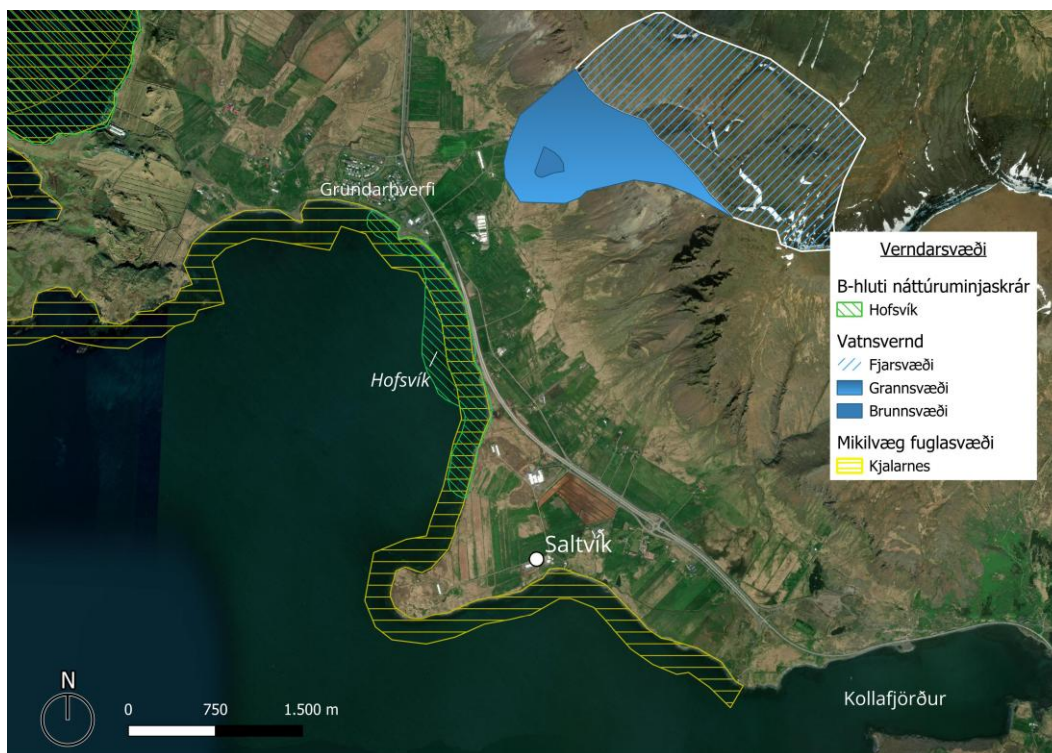 Grundarhverfi
Hofsvík
Saltvík
Kollafjörður
Verndarsvæði
B-hluti náttúruminjaskrár
Hofsvík
Vatnsvernd
Fjarsvæði
Grannsvæði
Brunnsvæði
Mikilvæg fuglasvæði
Kjalarnes
N
0 750 1.500 m